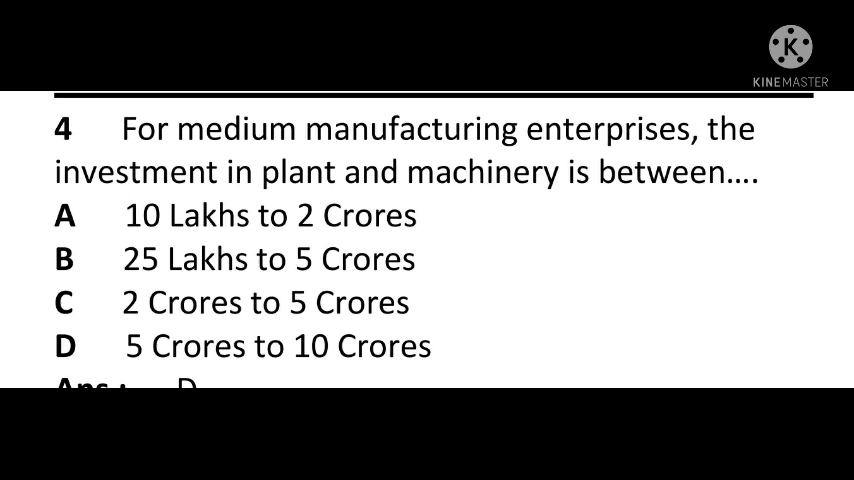 K
KINEMASTER
4 For medium manufacturing enterprises, the
investment in plant and machinery is between....
A 10 Lakhs to 2 Crores
B 25 Lakhs to 5 Crores
C 2 Crores to 5 Crores
D 5 Crores to 10 Crores
Ans : D